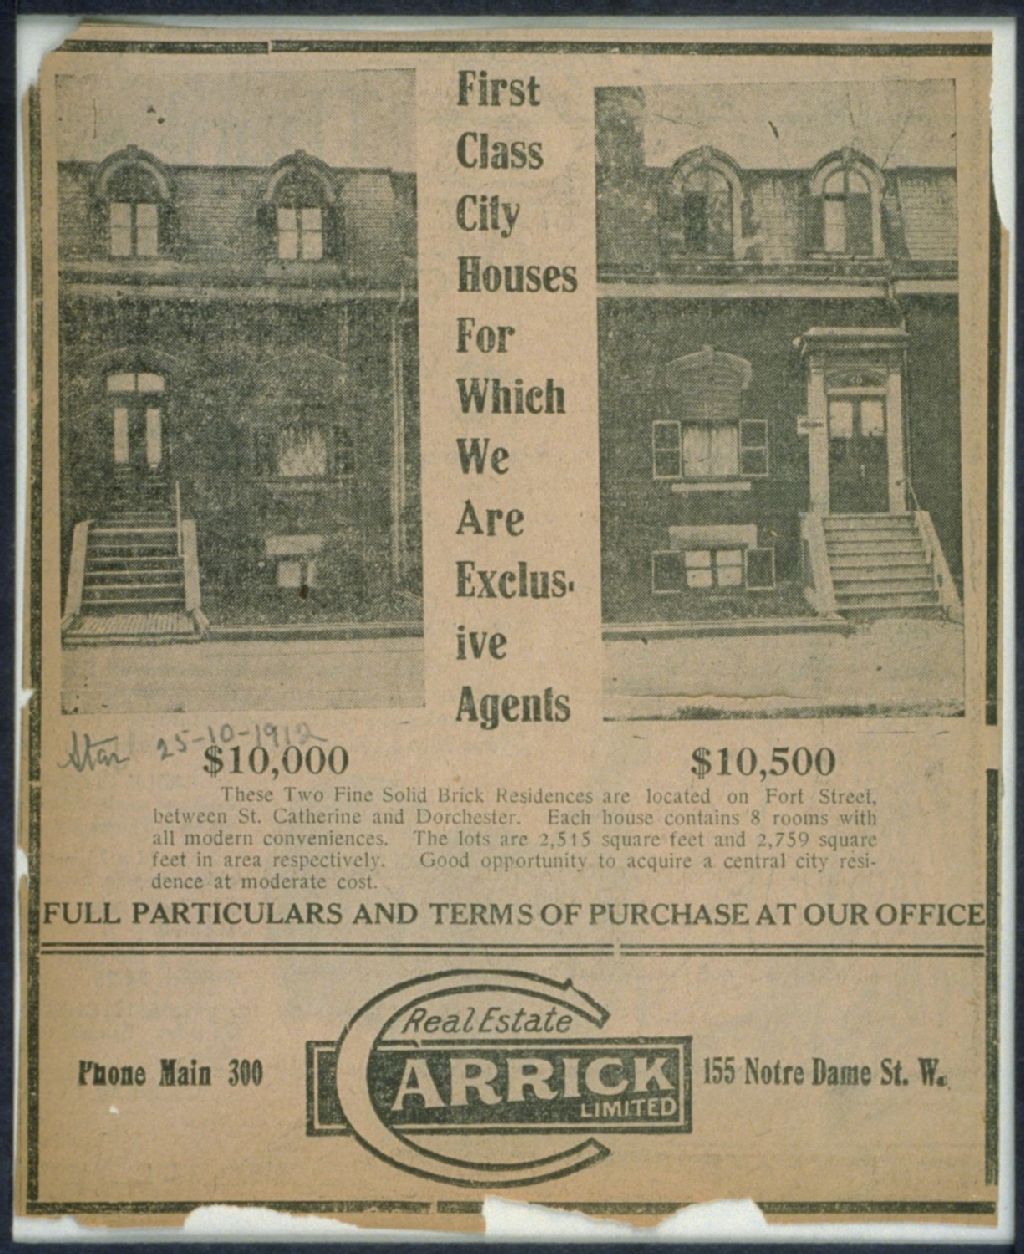 First
Class
City
Houses
For
Which
We
Are
Exclus-
ive
Agents
Star 25-10-1912
$10,000
$10,500
These Two Fine Solid Brick Residences are located on Fort Street,
between St. Catherine and Dorchester. Each house contains 8 rooms with
all modern conveniences. The lots are 2,515 square feet and 2,759 square
feet in area respectively. Good opportunity to acquire a central city resi-
dence at moderate cost.
FULL PARTICULARS AND TERMS OF PURCHASE AT OUR OFFICE
Real Estate
Phone Main 300
CARRICK
LIMITED
155 Notre Dame St. W.